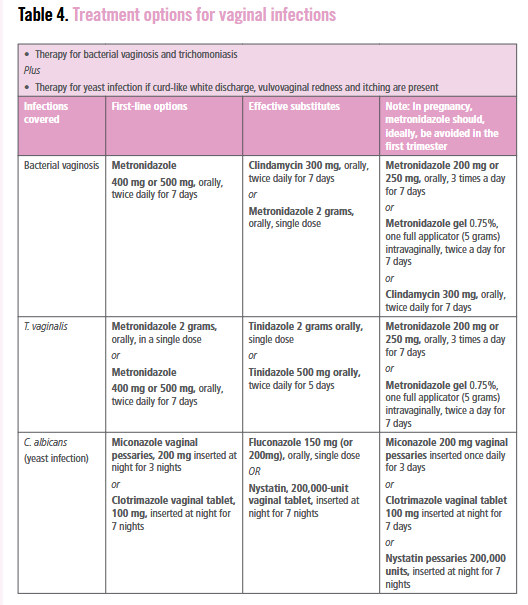 Table 4. Treatment options for vaginal infections
• Therapy for bacterial vaginosis and trichomoniasis
Plus
• Therapy for yeast infection if curd-like white discharge, vulvovaginal redness and itching are present
Infections
covered
First-line options
Effective substitutes
Note: In pregnancy,
metronidazole should,
ideally, be avoided in the
first trimester
Bacterial vaginosis
Metronidazole
400 mg or 500 mg, orally,
twice daily for 7 days
Clindamycin 300 mg, orally,
twice daily for 7 days
or
Metronidazole 2 grams,
orally, single dose
Metronidazole 200 mg or
250 mg, orally, 3 times a day
for 7 days
or
Metronidazole gel 0.75%,
one full applicator (5 grams)
intravaginally, twice a day for
7 days
or
Clindamycin 300 mg, orally,
twice daily for 7 days
T. vaginalis
Metronidazole 2 grams,
orally, in a single dose
or
Metronidazole
400 mg or 500 mg, orally,
twice daily for 7 days
Tinidazole 2 grams orally,
single dose
or
Tinidazole 500 mg orally,
twice daily for 5 days
Metronidazole 200 mg or
250 mg, orally, 3 times a day
for 7 days
or
Metronidazole gel 0.75%,
one full applicator (5 grams)
intravaginally, twice a day for
7 days
C. albicans
(yeast infection)
Miconazole vaginal
pessaries, 200 mg inserted at
night for 3 nights
or
Clotrimazole vaginal tablet,
100 mg, inserted at night for
7 nights
Fluconazole 150 mg (or
200mg), orally, single dose
OR
Nystatin, 200,000-unit
vaginal tablet, inserted at
night for 7 nights
Miconazole 200 mg vaginal
pessaries inserted once daily
for 3 days
or
Clotrimazole vaginal tablet
100 mg inserted at night for
7 days
or
Nystatin pessaries 200,000
units, inserted at night for 7
nights